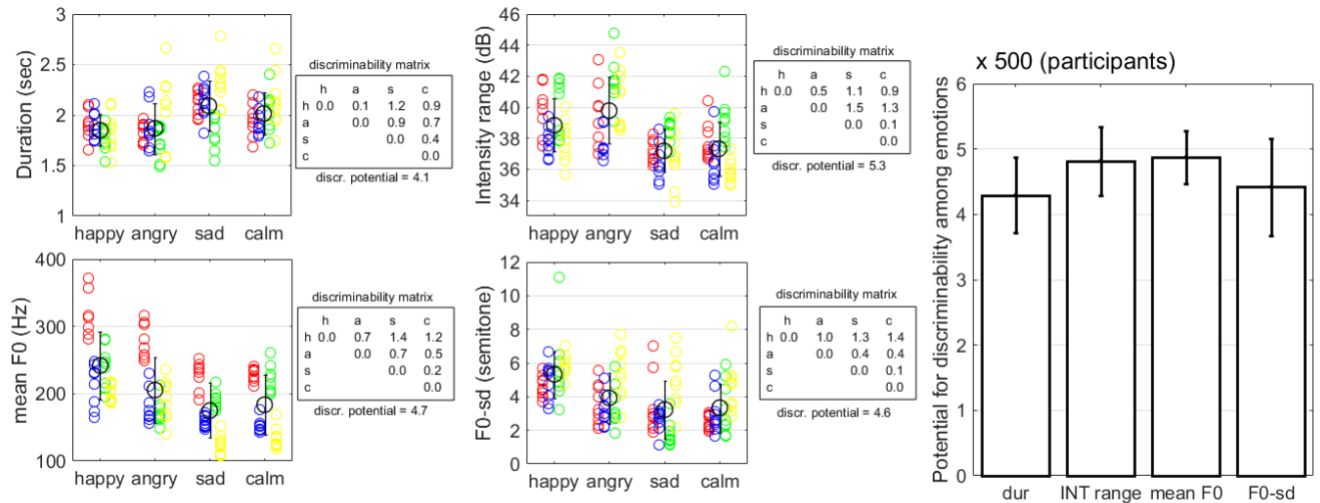 3
2.5
2
1.5
1
Duration (sec)
happy angry sad calm
discriminability matrix
h a s c
h 0.0 0.1 1.2 0.9
a 0.0 0.9 0.7
s 0.0 0.4
c 0.0
discr. potential = 4.1
46
44
42
40
38
36
34
Intensity range (dB)
happy angry sad calm
discriminability matrix
h a s c
h 0.0 0.5 1.1 0.9
a 0.0 1.5 1.3
s 0.0 0.1
c 0.0
discr. potential = 5.3
400
300
200
100
mean F0 (Hz)
happy angry sad calm
discriminability matrix
h a s c
h 0.0 0.7 1.4 1.2
a 0.0 0.7 0.5
s 0.0 0.2
c 0.0
discr. potential = 4.7
12
10
8
6
4
2
0
F0-sd (semitone)
happy angry sad calm
discriminability matrix
h a s c
h 0.0 1.0 1.3 1.4
a 0.0 0.4 0.4
s 0.0 0.1
c 0.0
discr. potential = 4.6
x 500 (participants)
6
5
4
3
2
1
0
Potential for discriminability among emotions
dur INT range mean F0 F0-sd